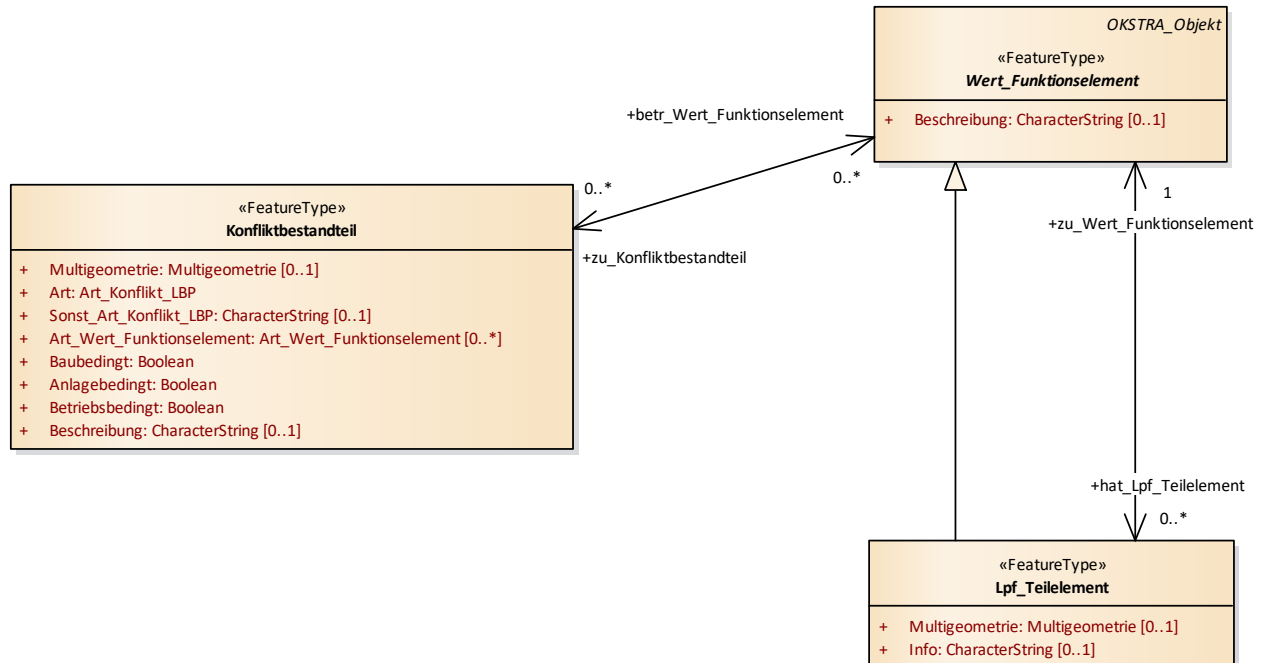 OKSTRA_Objekt
«FeatureType»
Wert_Funktionselement
+ Beschreibung: CharacterString [0..1]
+betr_Wert_Funktionselement
0..*
0..*
+zu_Konfliktbestandteil
«FeatureType»
Konfliktbestandteil
+ Multigeometrie: Multigeometrie [0..1]
+ Art: Art_Konflikt_LBP
+ Sonst_Art_Konflikt_LBP: CharacterString [0..1]
+ Art_Wert_Funktionselement: Art_Wert_Funktionselement [0..*]
+ Baubedingt: Boolean
+ Anlagebedingt: Boolean
+ Betriebsbedingt: Boolean
+ Beschreibung: CharacterString [0..1]
1
+zu_Wert_Funktionselement
+hat_Lpf_Teilelement
0..*
«FeatureType»
Lpf_Teilelement
+ Multigeometrie: Multigeometrie [0..1]
+ Info: CharacterString [0..1]